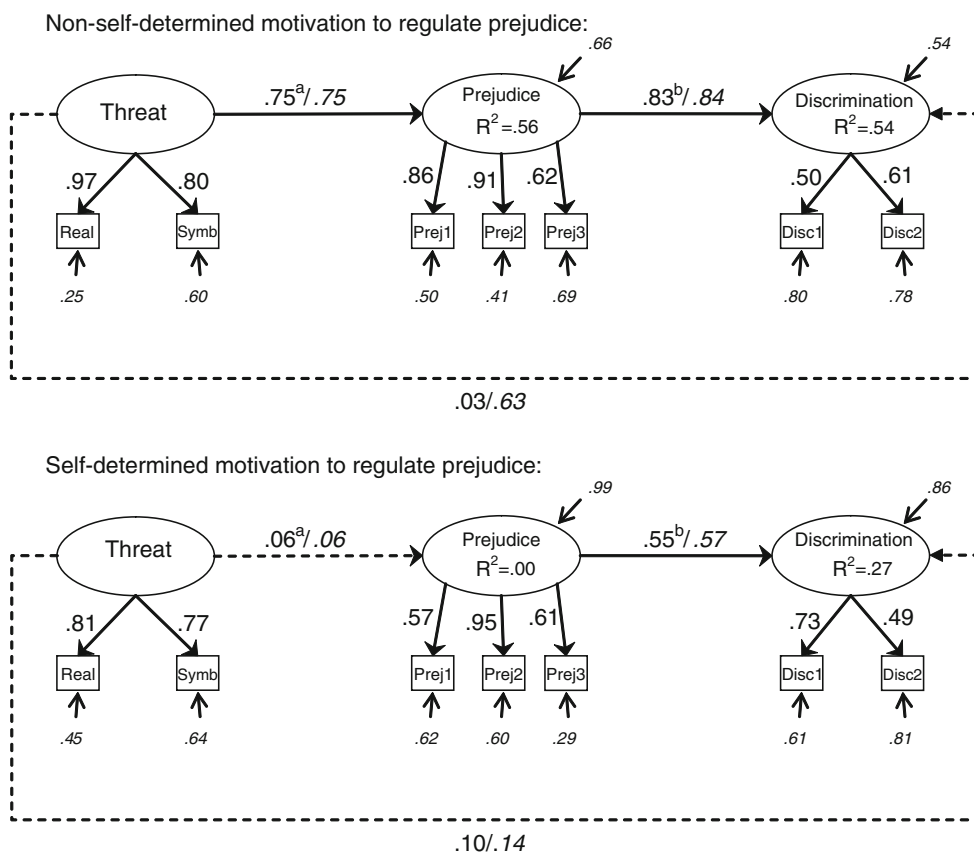 Non-self-determined motivation to regulate prejudice:
.66
.54
Threat
.75ᵃ/.75
Prejudice
R²=.56
.83ᵇ/.84
Discrimination
R²=.54
.97
.80
.86
.91
.62
.50
.61
Real
Symb
Prej1
Prej2
Prej3
Disc1
Disc2
.25
.60
.50
.41
.69
.80
.78
.03/.63
Self-determined motivation to regulate prejudice:
.99
.86
Threat
.06ᵃ/.06
Prejudice
R²=.00
.55ᵇ/.57
Discrimination
R²=.27
.81
.77
.57
.95
.61
.73
.49
Real
Symb
Prej1
Prej2
Prej3
Disc1
Disc2
.45
.64
.62
.60
.29
.61
.81
.10/.14